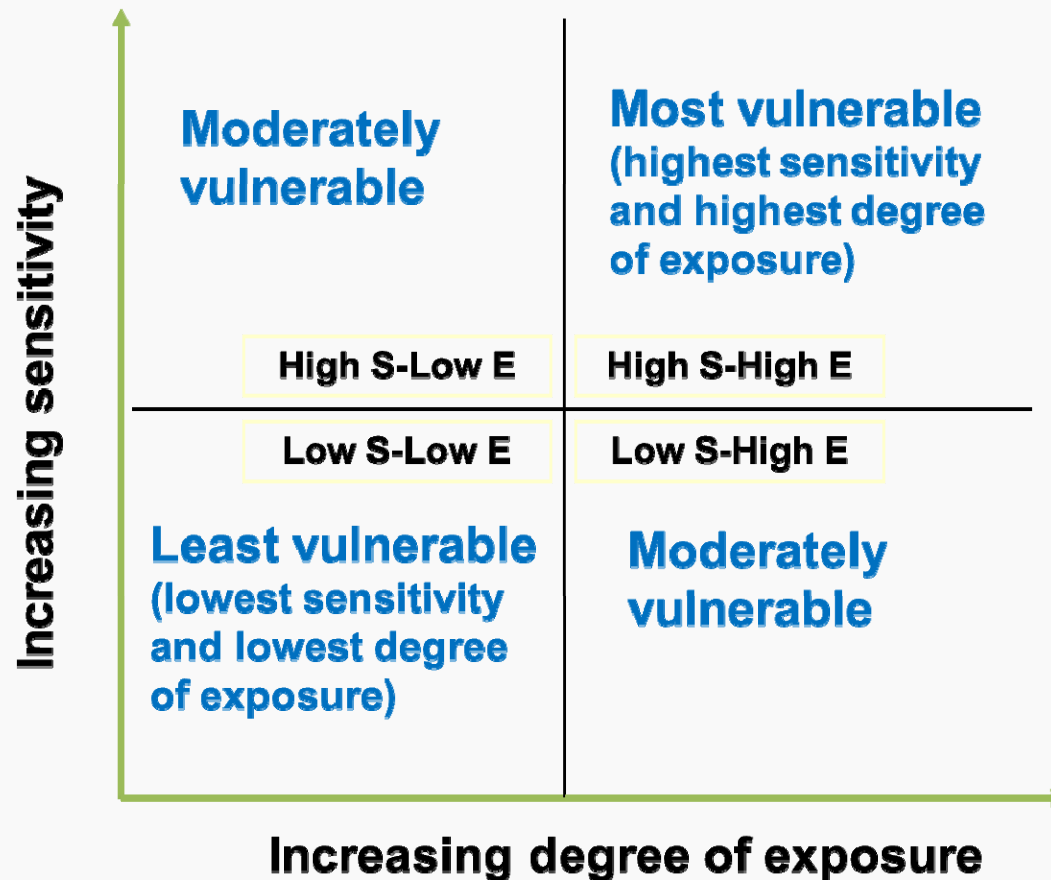 Increasing sensitivity
Moderately
vulnerable
Most vulnerable
(highest sensitivity
and highest degree
of exposure)
High S-Low E
High S-High E
Low S-Low E
Low S-High E
Least vulnerable
(lowest sensitivity
and lowest degree
of exposure)
Moderately
vulnerable
Increasing degree of exposure